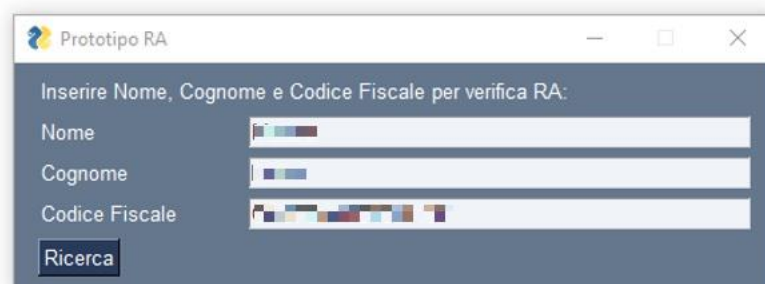 Prototipo RA
Inserire Nome, Cognome e Codice Fiscale per verifica RA:
Nome
Cognome
Codice Fiscale
Ricerca